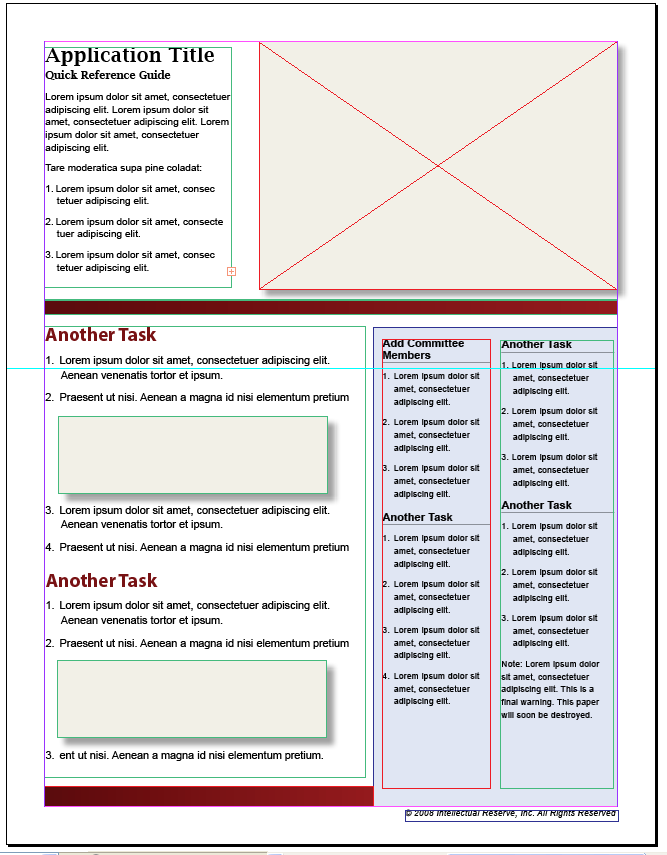 Application Title
Quick Reference Guide
Lorem ipsum dolor sit amet, consectetuer
adipiscing elit. Lorem ipsum dolor sit
amet, consectetuer adipiscing elit. Lorem
ipsum dolor sit amet, consectetuer
adipiscing elit.
Tare moderatica supa pine coladat:
1. Lorem ipsum dolor sit amet, consec
tetuer adipiscing elit.
2. Lorem ipsum dolor sit amet, consecte
tuer adipiscing elit.
3. Lorem ipsum dolor sit amet, consec
tetuer adipiscing elit.
Another Task
1. Lorem ipsum dolor sit amet, consectetuer adipiscing elit.
Aenean venenatis tortor et ipsum.
2. Praesent ut nisi. Aenean a magna id nisi elementum pretium
3. Lorem ipsum dolor sit amet, consectetuer adipiscing elit.
Aenean venenatis tortor et ipsum.
4. Praesent ut nisi. Aenean a magna id nisi elementum pretium
Another Task
1. Lorem ipsum dolor sit amet, consectetuer adipiscing elit.
Aenean venenatis tortor et ipsum.
2. Praesent ut nisi. Aenean a magna id nisi elementum pretium
3. ent ut nisi. Aenean a magna id nisi elementum pretium.
Add Committee
Members
1. Lorem ipsum dolor sit
amet, consectetuer
adipiscing elit.
2. Lorem ipsum dolor sit
amet, consectetuer
adipiscing elit.
3. Lorem ipsum dolor sit
amet, consectetuer
adipiscing elit.
Another Task
1. Lorem ipsum dolor sit
amet, consectetuer
adipiscing elit.
2. Lorem ipsum dolor sit
amet, consectetuer
adipiscing elit.
3. Lorem ipsum dolor sit
amet, consectetuer
adipiscing elit.
4. Lorem ipsum dolor sit
amet, consectetuer
adipiscing elit.
Another Task
1. Lorem ipsum dolor sit
amet, consectetuer
adipiscing elit.
2. Lorem ipsum dolor sit
amet, consectetuer
adipiscing elit.
3. Lorem ipsum dolor sit
amet, consectetuer
adipiscing elit.
Another Task
1. Lorem ipsum dolor sit
amet, consectetuer
adipiscing elit.
2. Lorem ipsum dolor sit
amet, consectetuer
adipiscing elit.
3. Lorem ipsum dolor sit
amet, consectetuer
adipiscing elit.
Note: Lorem ipsum dolor
sit amet, consectetuer
adipiscing elit. This is a
final warning. This paper
will soon be destroyed.
© 2008 Intellectual Reserve, Inc. All Rights Reserved